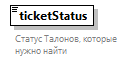 ticketStatus
Статус Талонов, которые
нужно найти